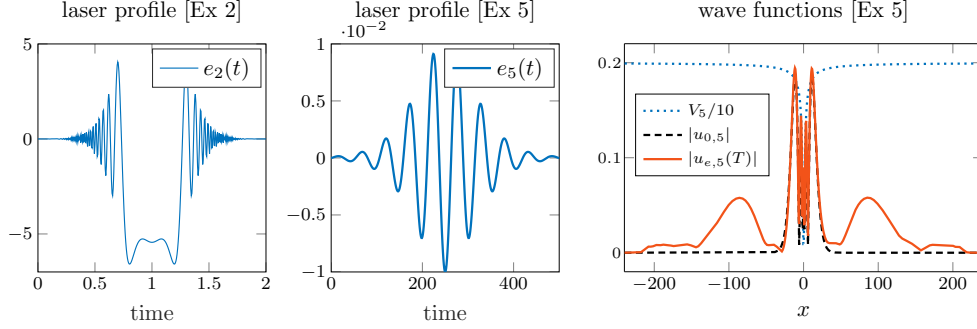 laser profile [Ex 2]
5
0
−5
0
0.5
1
1.5
2
time
e₂(t)
laser profile [Ex 5]
·10⁻²
1
0.5
0
−0.5
−1
0
200
400
time
e₅(t)
wave functions [Ex 5]
0.2
0.1
0
−200
−100
0
100
200
x
V₅/10
|u₀,₅|
|uₑ,₅(T)|